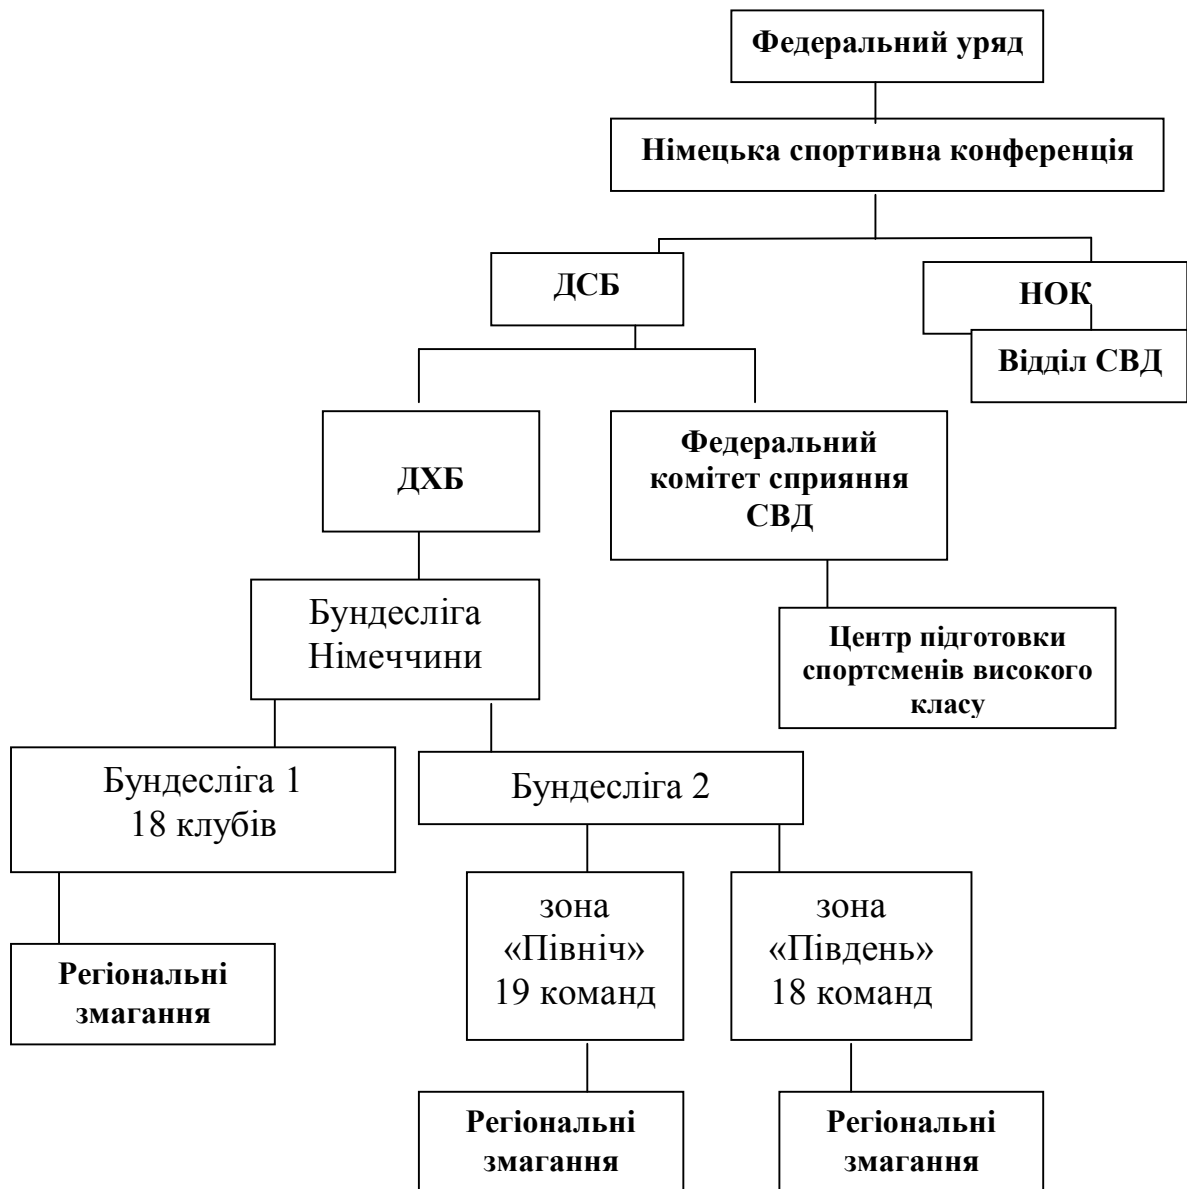 Федеральний уряд
Німецька спортивна конференція
ДСБ
НОК
Відділ СВД
ДХБ
Федеральний
комітет сприяння
СВД
Бундесліга
Німеччини
Центр підготовки
спортсменів високого
класу
Бундесліга 1
18 клубів
Бундесліга 2
зона
«Північ»
19 команд
зона
«Південь»
18 команд
Регіональні
змагання
Регіональні
змагання
Регіональні
змагання